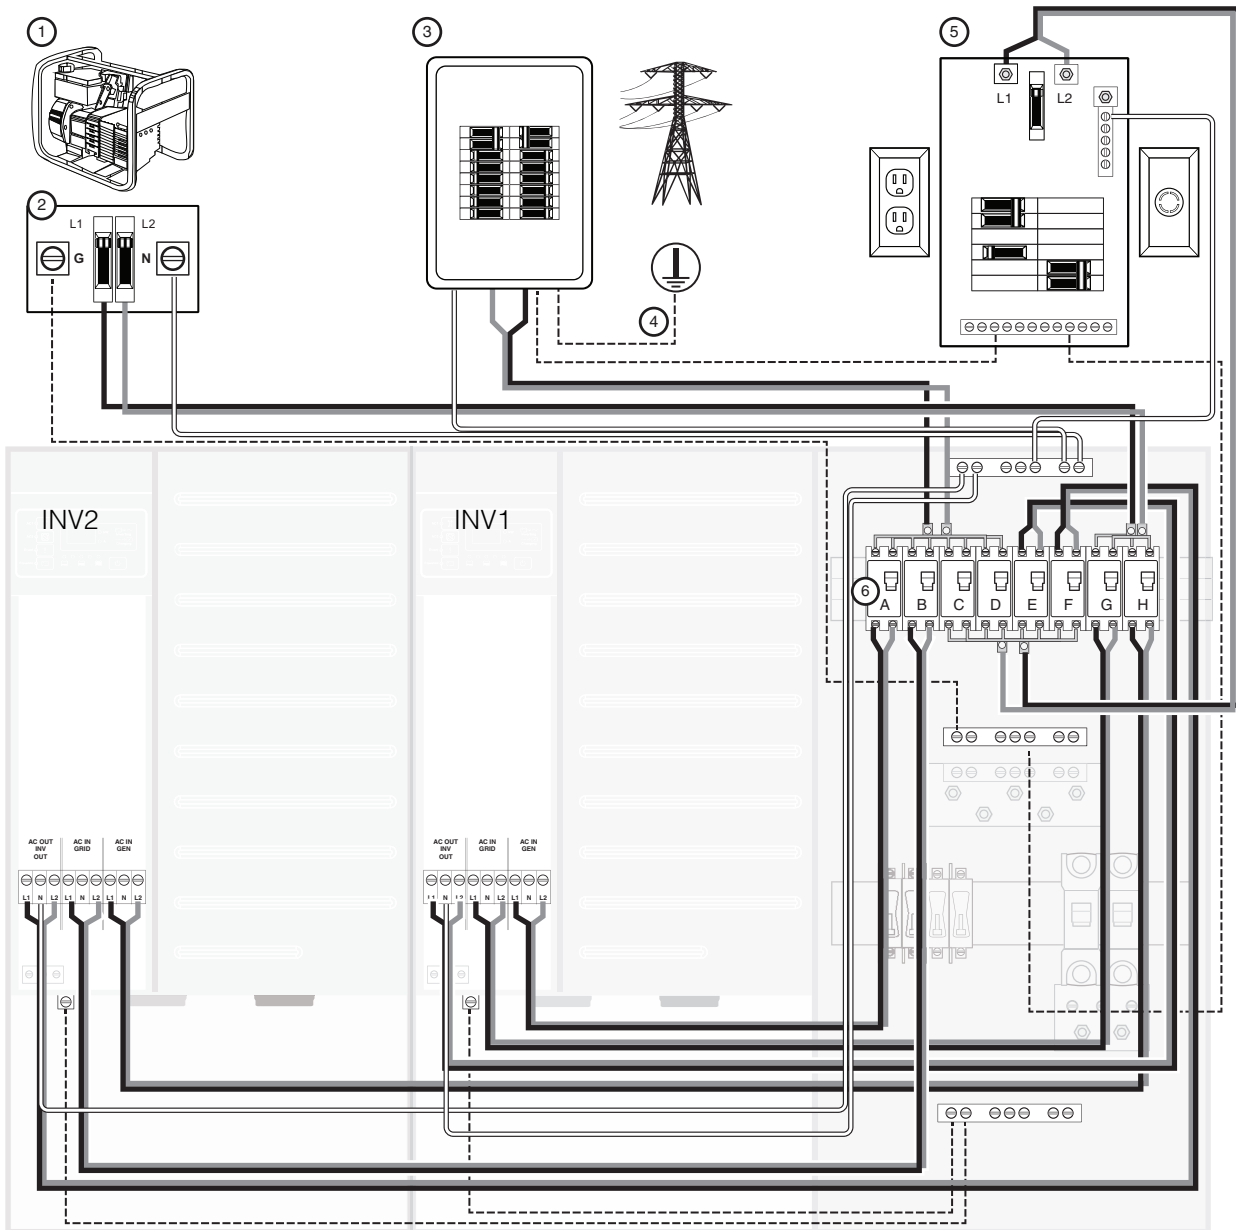 1
3
5
L1
L2
2
L1
L2
G
N
4
INV2
INV1
6
A
B
C
D
E
F
G
H
AC OUT
INV
OUT
AC IN
GRID
AC IN
GEN
L1 N L2 L1 N L2 L1 N L2
AC OUT
INV
OUT
AC IN
GRID
AC IN
GEN
N L1 N L2 L1 N L2